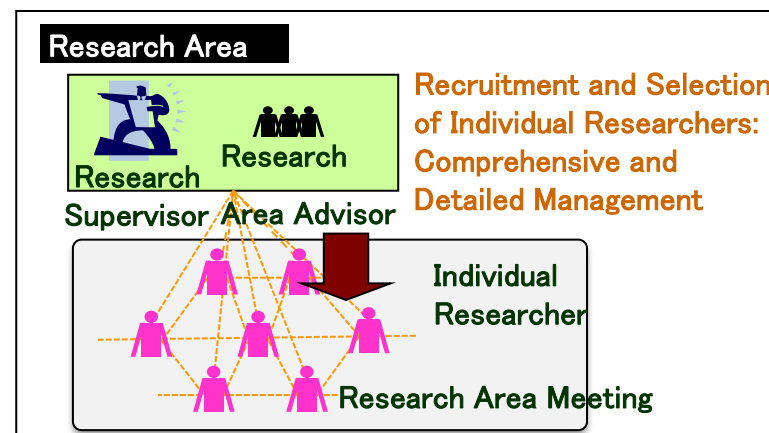 Research Area
Recruitment and Selection
of Individual Researchers:
Comprehensive and
Detailed Management
Research
Supervisor
Research
Area Advisor
Individual
Researcher
Research Area Meeting